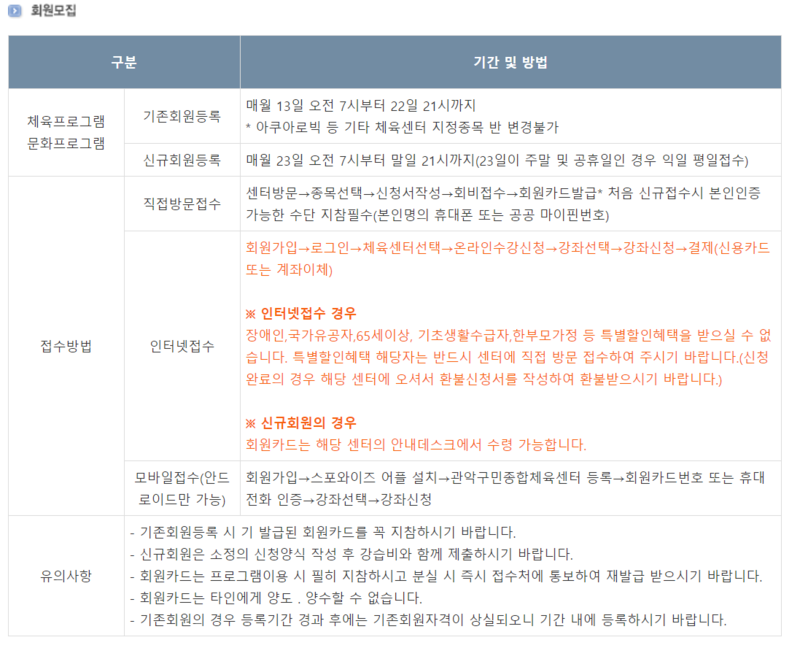 회원모집
구분
기간 및 방법
체육프로그램
문화프로그램
기존회원등록
매월 13일 오전 7시부터 22일 21시까지
* 아쿠아로빅 등 기타 체육센터 지정종목 반 변경불가
신규회원등록
매월 23일 오전 7시부터 말일 21시까지(23일이 주말 및 공휴일인 경우 익일 평일접수)
접수방법
직접방문접수
센터방문→종목선택→신청서작성→회비접수→회원카드발급* 처음 신규접수시 본인인증
가능한 수단 지참필수(본인명의 휴대폰 또는 공공 마이핀번호)
인터넷접수
회원가입→로그인→체육센터선택→온라인수강신청→강좌선택→강좌신청→결제(신용카드
또는 계좌이체)
※ 인터넷접수 경우
장애인,국가유공자,65세이상, 기초생활수급자,한부모가정 등 특별할인혜택을 받으실 수 없
습니다. 특별할인혜택 해당자는 반드시 센터에 직접 방문 접수하여 주시기 바랍니다.(신청
완료의 경우 해당 센터에 오셔서 환불신청서를 작성하여 환불받으시기 바랍니다.)
※ 신규회원의 경우
회원카드는 해당 센터의 안내데스크에서 수령 가능합니다.
모바일접수(안드
로이드만 가능)
회원가입→스포와이즈 어플 설치→관악구민종합체육센터 등록→회원카드번호 또는 휴대
전화 인증→강좌선택→강좌신청
유의사항
- 기존회원등록 시 기 발급된 회원카드를 꼭 지참하시기 바랍니다.
- 신규회원은 소정의 신청양식 작성 후 강습비와 함께 제출하시기 바랍니다.
- 회원카드는 프로그램이용 시 필히 지참하시고 분실 시 즉시 접수처에 통보하여 재발급 받으시기 바랍니다.
- 회원카드는 타인에게 양도 . 양수할 수 없습니다.
- 기존회원의 경우 등록기간 경과 후에는 기존회원자격이 상실되오니 기간 내에 등록하시기 바랍니다.